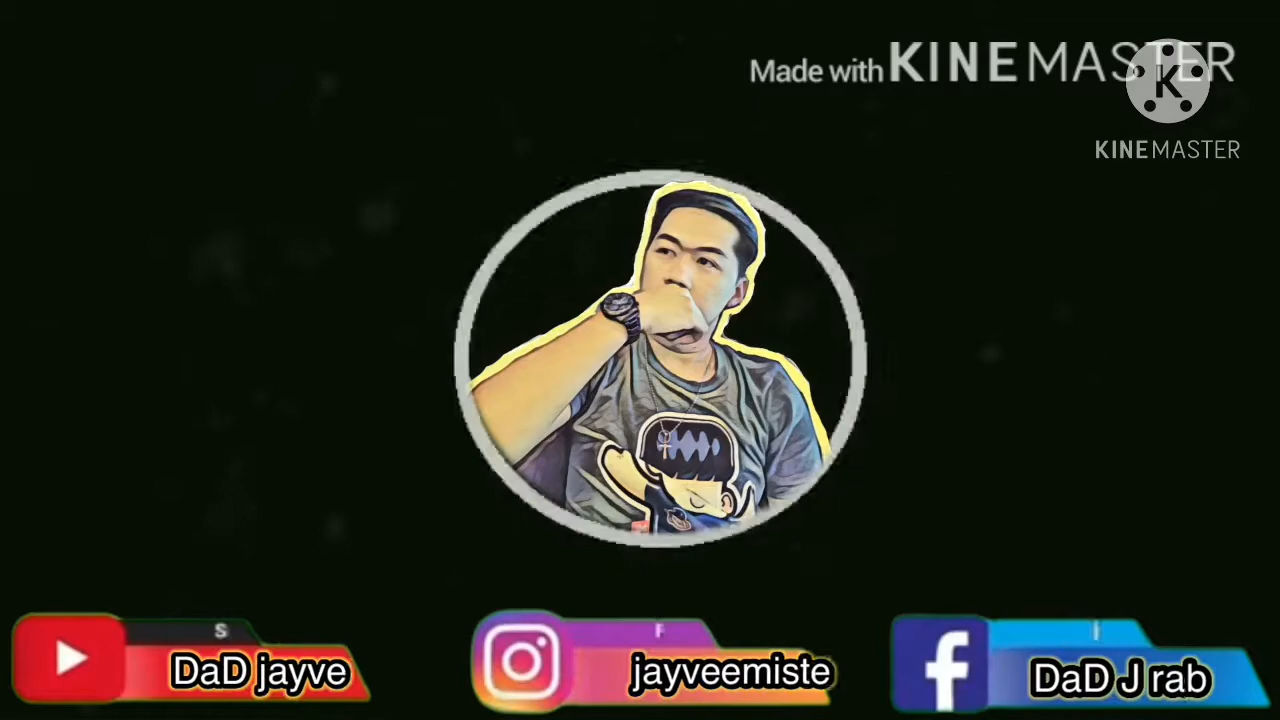 Made with KINEMASTER
K
KINEMASTER
S
DaD jayve
F
jayveemiste
DaD J rab